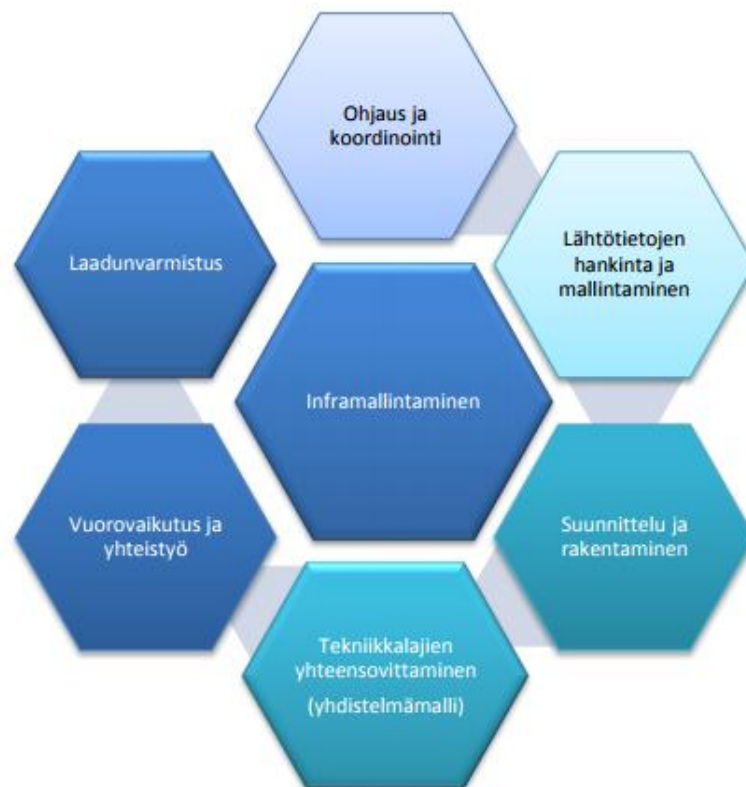 Ohjaus ja
koordinointi
Lähtötietojen
hankinta ja
mallintaminen
Laadunvarmistus
Inframallintaminen
Suunnittelu ja
rakentaminen
Vuorovaikutus ja
yhteistyö
Tekniikkalajien
yhteensovittaminen
(yhdistelmämalli)